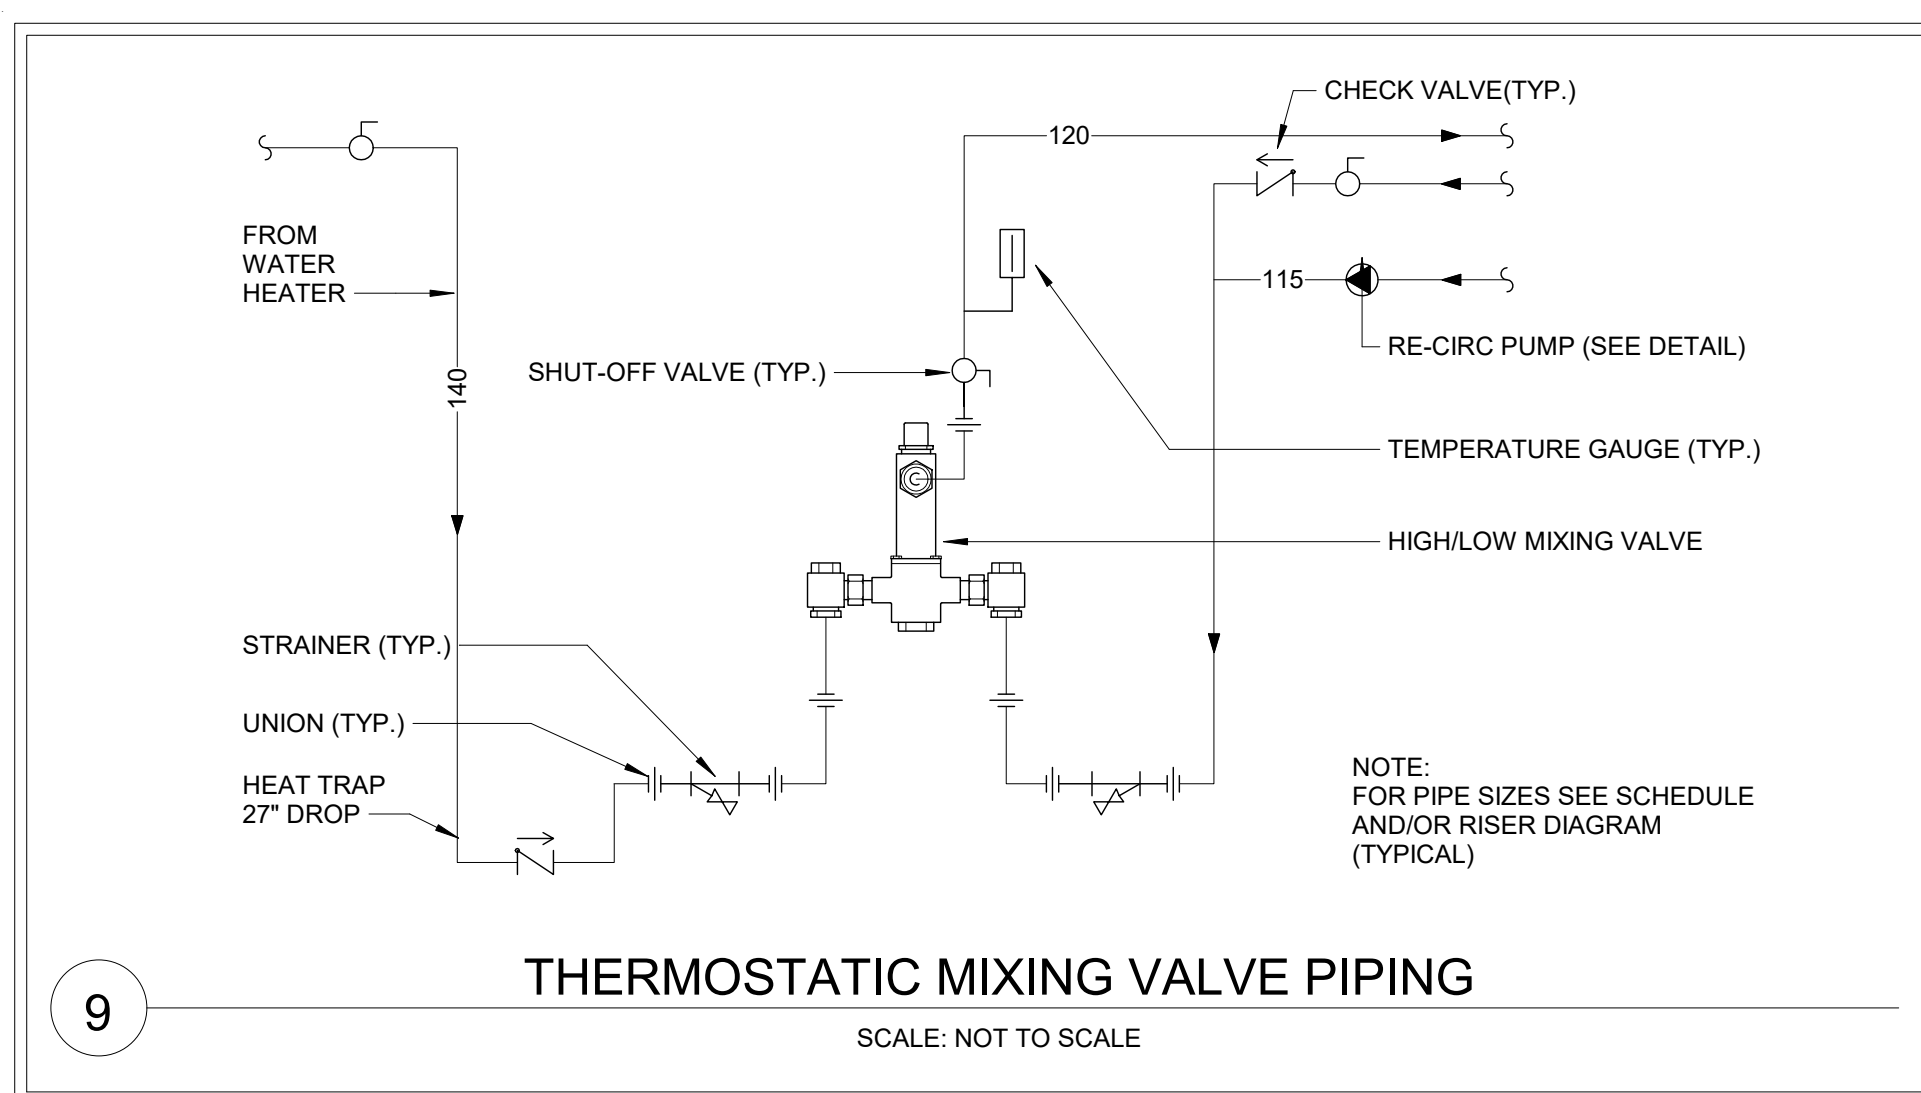 CHECK VALVE(TYP.)
120
FROM
WATER
HEATER
115
RE-CIRC PUMP (SEE DETAIL)
SHUT-OFF VALVE (TYP.)
140
TEMPERATURE GAUGE (TYP.)
C
HIGH/LOW MIXING VALVE
STRAINER (TYP.)
UNION (TYP.)
HEAT TRAP
27" DROP
NOTE:
FOR PIPE SIZES SEE SCHEDULE
AND/OR RISER DIAGRAM
(TYPICAL)
THERMOSTATIC MIXING VALVE PIPING
9
SCALE: NOT TO SCALE